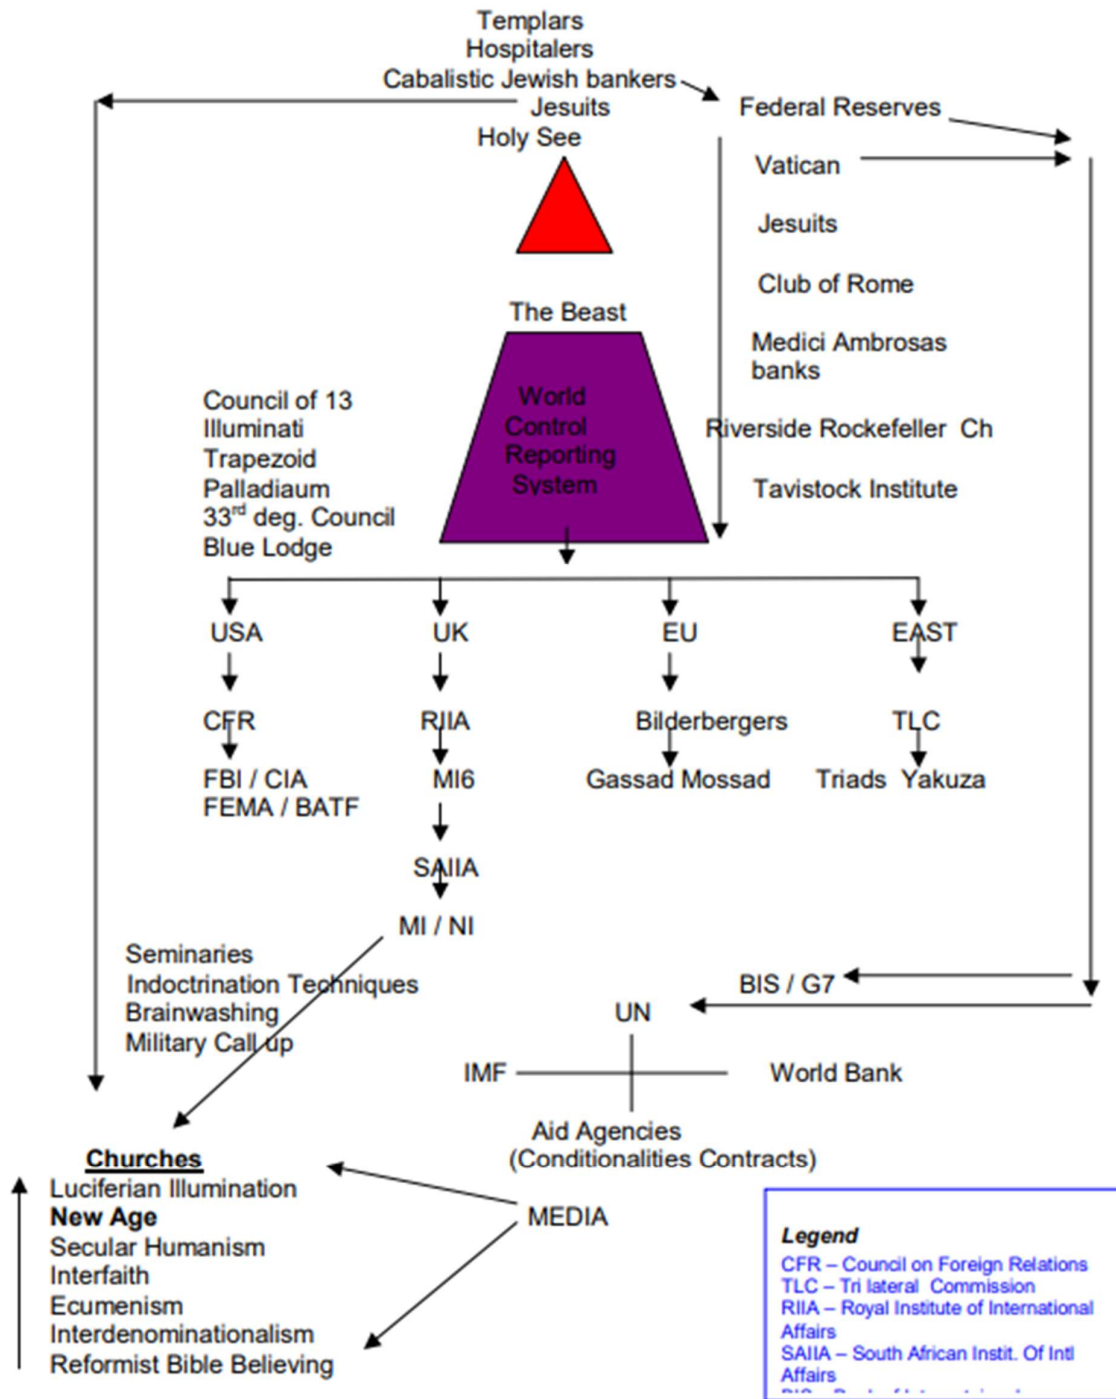 Templars
Hospitalers
Cabalistic Jewish bankers
Jesuits
Holy See
Federal Reserves
Vatican
Jesuits
Club of Rome
Medici Ambrosas
banks
Riverside Rockefeller Ch
Tavistock Institute
The Beast
World
Control
Reporting
System
Council of 13
Illuminati
Trapezoid
Palladiaum
33rd deg. Council
Blue Lodge
USA
UK
EU
EAST
CFR
RIIA
Bilderbergers
TLC
FBI / CIA
FEMA / BATF
MI6
Gassad Mossad
Triads Yakuza
SAIIA
MI / NI
Seminaries
Indoctrination Techniques
Brainwashing
Military Call up
BIS / G7
UN
IMF
World Bank
Aid Agencies
(Conditionalities Contracts)
MEDIA
Churches
Luciferian Illumination
New Age
Secular Humanism
Interfaith
Ecumenism
Interdenominationalism
Reformist Bible Believing
Legend
CFR – Council on Foreign Relations
TLC – Tri lateral Commission
RIIA – Royal Institute of International
Affairs
SAIIA – South African Instit. Of Intl
Affairs